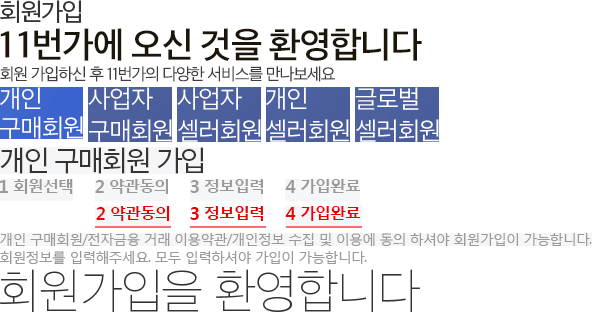 회원가입
11번가에 오신 것을 환영합니다
회원 가입하신 후 11번가의 다양한 서비스를 만나보세요
개인 사업자 사업자 개인 글로벌
구매회원 구매회원 셀러회원 셀러회원 셀러회원
개인 구매회원 가입
1 회원선택 2 약관동의 3 정보입력 4 가입완료
2 약관동의 3 정보입력 4 가입완료
개인 구매회원/전자금융 거래 이용약관/개인정보 수집 및 이용에 동의 하셔야 회원가입이 가능합니다.
회원정보를 입력해주세요. 모두 입력하셔야 가입이 가능합니다.
회원가입을 환영합니다